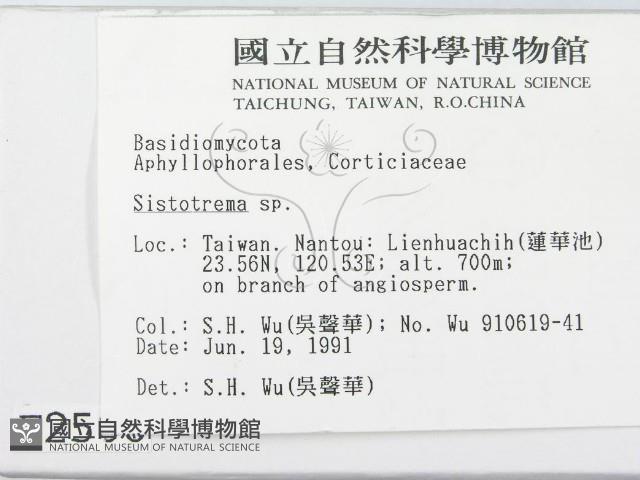 國立自然科學博物館
NATIONAL MUSEUM OF NATURAL SCIENCE
TAICHUNG, TAIWAN, R.O.CHINA
Basidiomycota
Aphyllophorales, Corticiaceae
Sistotrema sp.
Loc.: Taiwan. Nantou: Lienhuachih(蓮華池)
23.56N, 120.53E; alt. 700m;
on branch of angiosperm.
Col.: S.H. Wu(吳聲華); No. Wu 910619-41
Date: Jun. 19, 1991
Det.: S.H. Wu(吳聲華)
國立自然科學博物館
NATIONAL MUSEUM OF NATURAL SCIENCE